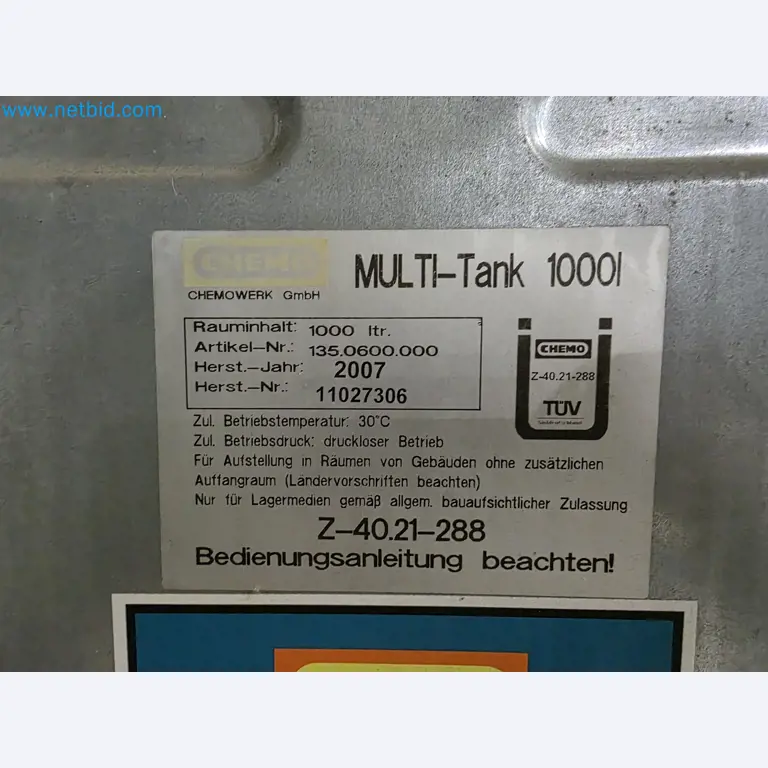 www.netbid.com
CHEMO
MULTI-Tank 1000l
CHEMOWERK GmbH
Rauminhalt: 1000 ltr.
Artikel-Nr.: 135.0600.000
Herst.-Jahr: 2007
Herst.-Nr.: 11027306
CHEMO
Z-40.21-288
TÜV
Zul. Betriebstemperatur: 30°C
Zul. Betriebsdruck: druckloser Betrieb
Für Aufstellung in Räumen von Gebäuden ohne zusätzlichen
Auffangraum (Ländervorschriften beachten)
Nur für Lagermedien gemäß allgem. bauaufsichtlicher Zulassung
Z-40.21-288
Bedienungsanleitung beachten!